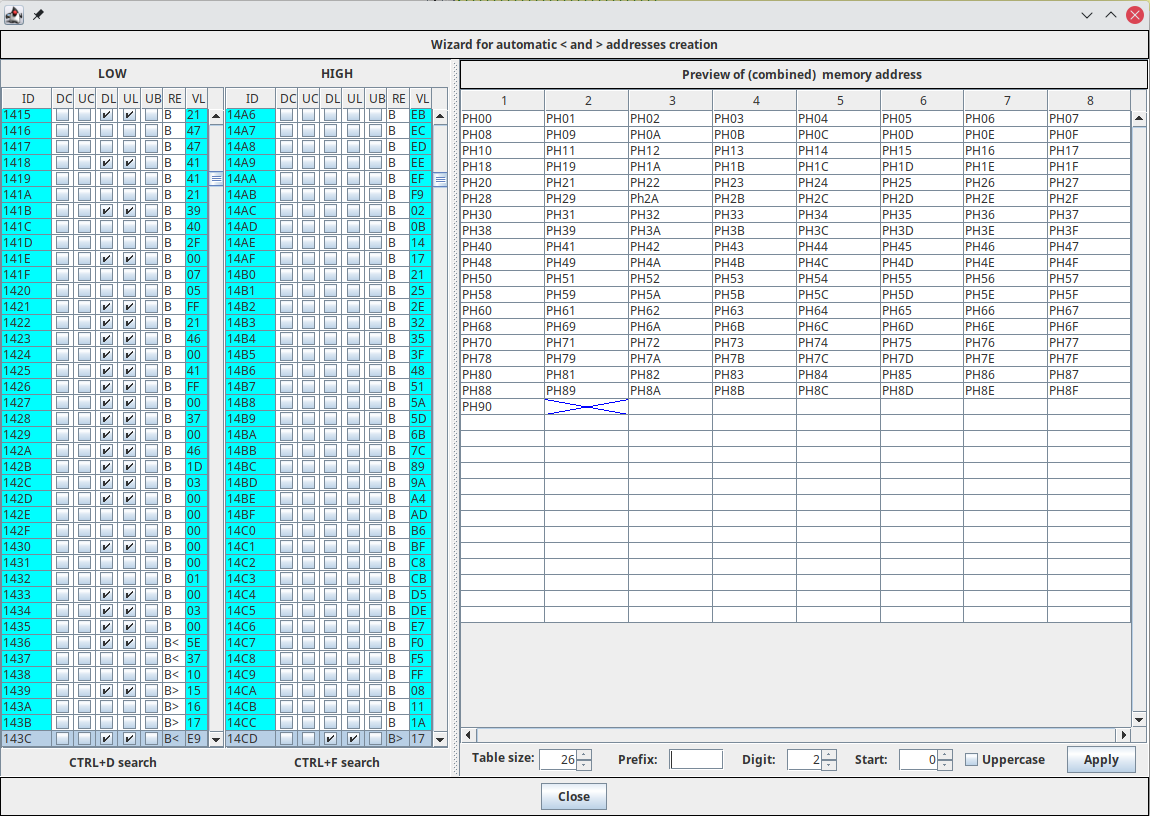 Wizard for automatic < and > addresses creation
LOW
HIGH
Preview of (combined) memory address
ID DC UC DL UL UB RE VL
ID DC UC DL UL UB RE VL
1 2 3 4 5 6 7 8
1415 B 21 14A6 B EB
1416 B 47 14A7 B EC
1417 B 47 14A8 B ED
1418 B 41 14A9 B EE
1419 B 41 14AA B EF
141A B 21 14AB B F9
141B B 39 14AC B 02
141C B 40 14AD B 0B
141D B 2F 14AE B 14
141E B 00 14AF B 17
141F B 07 14B0 B 21
1420 B 05 14B1 B 25
1421 B FF 14B2 B 2E
1422 B 21 14B3 B 32
1423 B 46 14B4 B 35
1424 B 00 14B5 B 3F
1425 B 41 14B6 B 48
1426 B FF 14B7 B 51
1427 B 00 14B8 B 5A
1428 B 37 14B9 B 5D
1429 B 00 14BA B 6B
142A B 46 14BB B 7C
142B B 1D 14BC B 89
142C B 03 14BD B 9A
142D B 00 14BE B A4
142E B 00 14BF B AD
142F B 00 14C0 B B6
1430 B BF 14C1 B BF
1431 B 00 14C2 B C8
1432 B 01 14C3 B CB
1433 B 00 14C4 B D5
1434 B 03 14C5 B DE
1435 B 00 14C6 B E7
1436 B< 5E 14C7 B F0
1437 B< 37 14C8 B F5
1438 B< 10 14C9 B FF
1439 B> 15 14CA B 08
143A B> 16 14CB B 11
143B B> 17 14CC B 1A
143C B< E9 14CD B> 17
PH00 PH01 PH02 PH03 PH04 PH05 PH06 PH07
PH08 PH09 PH0A PH0B PH0C PH0D PH0E PH0F
PH10 PH11 PH12 PH13 PH14 PH15 PH16 PH17
PH18 PH19 PH1A PH1B PH1C PH1D PH1E PH1F
PH20 PH21 PH22 PH23 PH24 PH25 PH26 PH27
PH28 PH29 Ph2A PH2B PH2C PH2D PH2E PH2F
PH30 PH31 PH32 PH33 PH34 PH35 PH36 PH37
PH38 PH39 PH3A PH3B PH3C PH3D PH3E PH3F
PH40 PH41 PH42 PH43 PH44 PH45 PH46 PH47
PH48 PH49 PH4A PH4B PH4C PH4D PH4E PH4F
PH50 PH51 PH52 PH53 PH54 PH55 PH56 PH57
PH58 PH59 PH5A PH5B PH5C PH5D PH5E PH5F
PH60 PH61 PH62 PH63 PH64 PH65 PH66 PH67
PH68 PH69 PH6A PH6B PH6C PH6D PH6E PH6F
PH70 PH71 PH72 PH73 PH74 PH75 PH76 PH77
PH78 PH79 PH7A PH7B PH7C PH7D PH7E PH7F
PH80 PH81 PH82 PH83 PH84 PH85 PH86 PH87
PH88 PH89 PH8A PH8B PH8C PH8D PH8E PH8F
PH90
CTRL+D search
CTRL+F search
Table size: 26 Prefix: Digit: 2 Start: 0 Uppercase Apply
Close